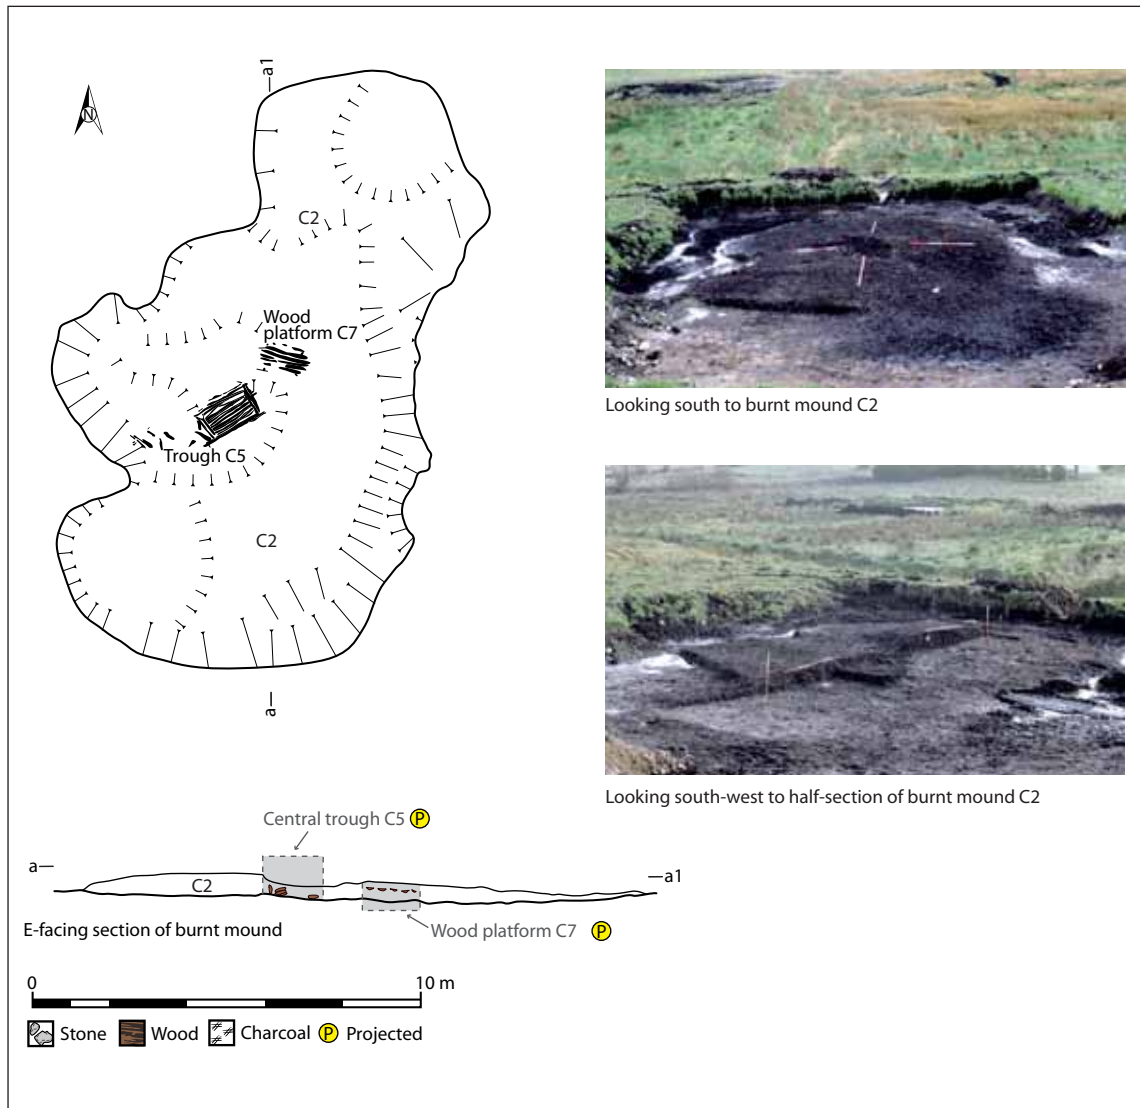 a1
N
C2
Wood
platform C7
Trough C5
C2
a
Looking south to burnt mound C2
Looking south-west to half-section of burnt mound C2
Central trough C5 P
a
a1
C2
E-facing section of burnt mound
Wood platform C7 P
0 10 m
Stone Wood Charcoal P Projected